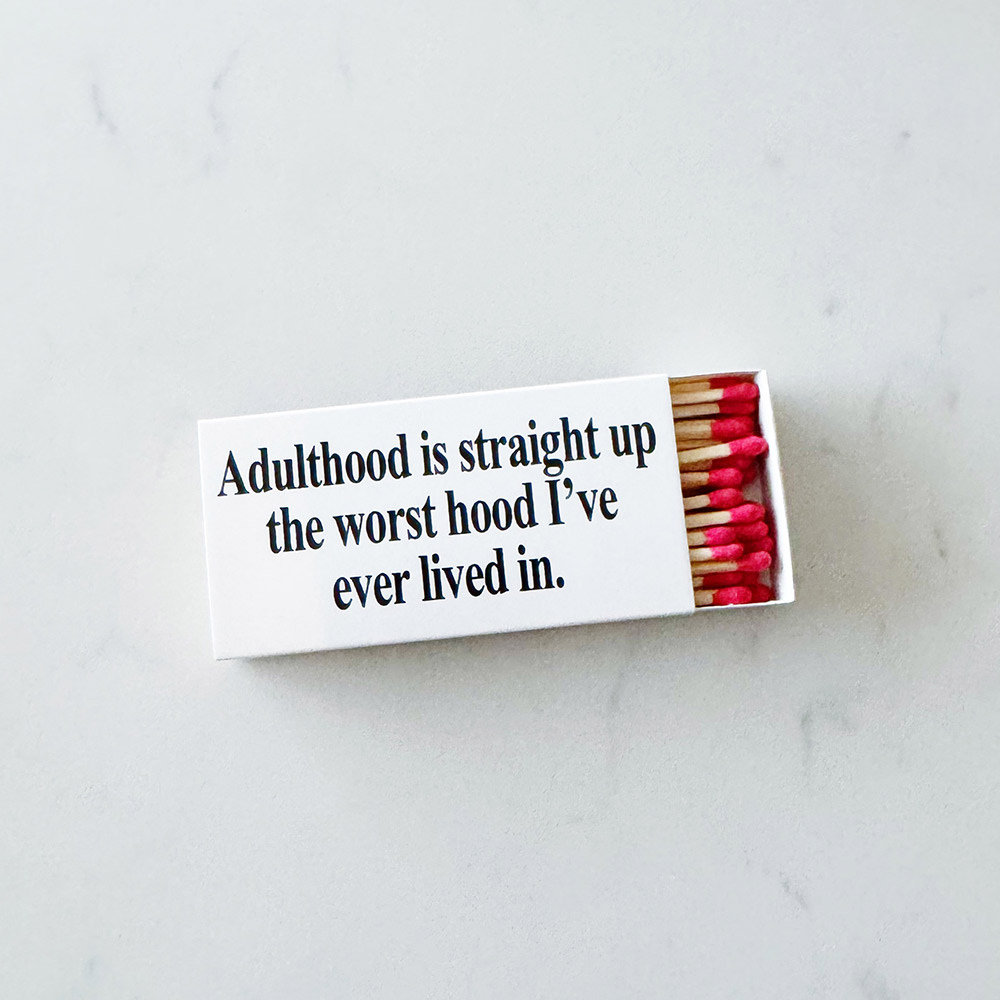 Adulthood is straight up
the worst hood I’ve
ever lived in.